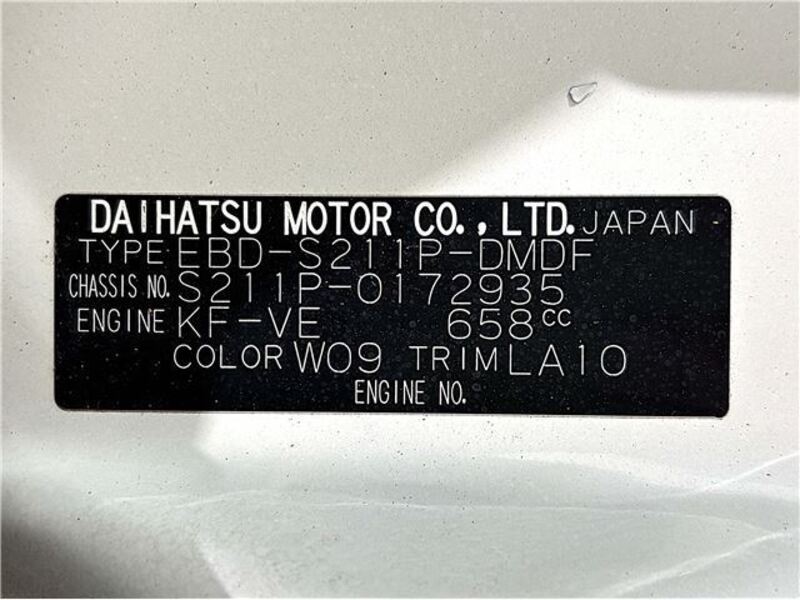 DAIHATSU MOTOR CO., LTD. JAPAN
TYPE EBD-S211P-DMDF
CHASSIS NO. S211P-0172935
ENGINE KF-VE 658cc
COLOR W09 TRIM LA10
ENGINE NO.